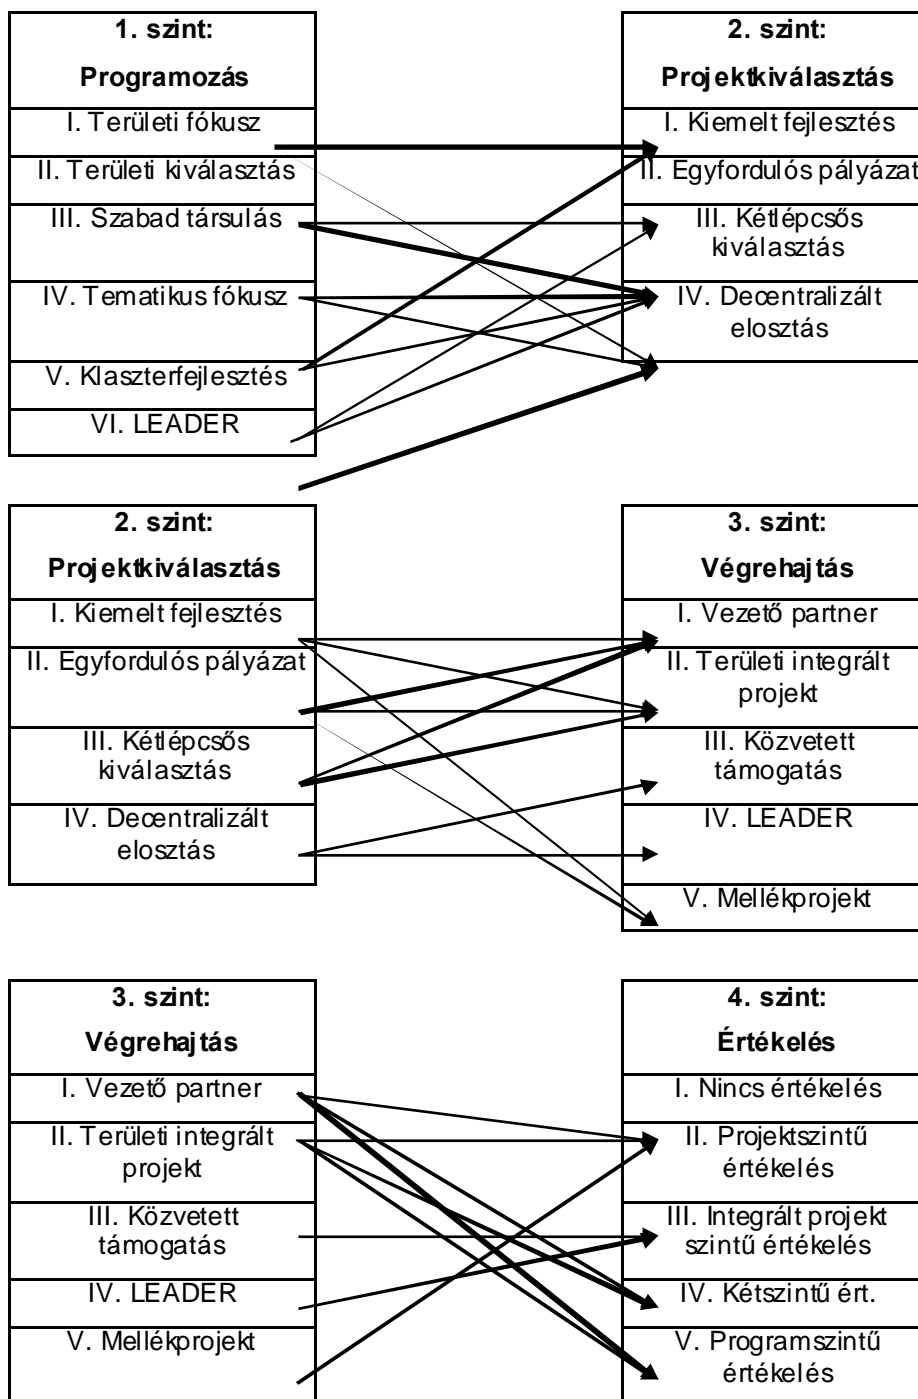 1. szint:
Programozás
I. Területi fókusz
II. Területi kiválasztás
III. Szabad társulás
IV. Tematikus fókusz
V. Klaszterfejlesztés
VI. LEADER
2. szint:
Projektkiválasztás
I. Kiemelt fejlesztés
II. Egyfordulós pályázat
III. Kétlépcsős
kiválasztás
IV. Decentralizált
elosztás
2. szint:
Projektkiválasztás
I. Kiemelt fejlesztés
II. Egyfordulós pályázat
III. Kétlépcsős
kiválasztás
IV. Decentralizált
elosztás
3. szint:
Végrehajtás
I. Vezető partner
II. Területi integrált
projekt
III. Közvetett
támogatás
IV. LEADER
V. Mellékprojekt
3. szint:
Végrehajtás
I. Vezető partner
II. Területi integrált
projekt
III. Közvetett
támogatás
IV. LEADER
V. Mellékprojekt
4. szint:
Értékelés
I. Nincs értékelés
II. Projektszintű
értékelés
III. Integrált projekt
szintű értékelés
IV. Kétszintű ért.
V. Programszintű
értékelés